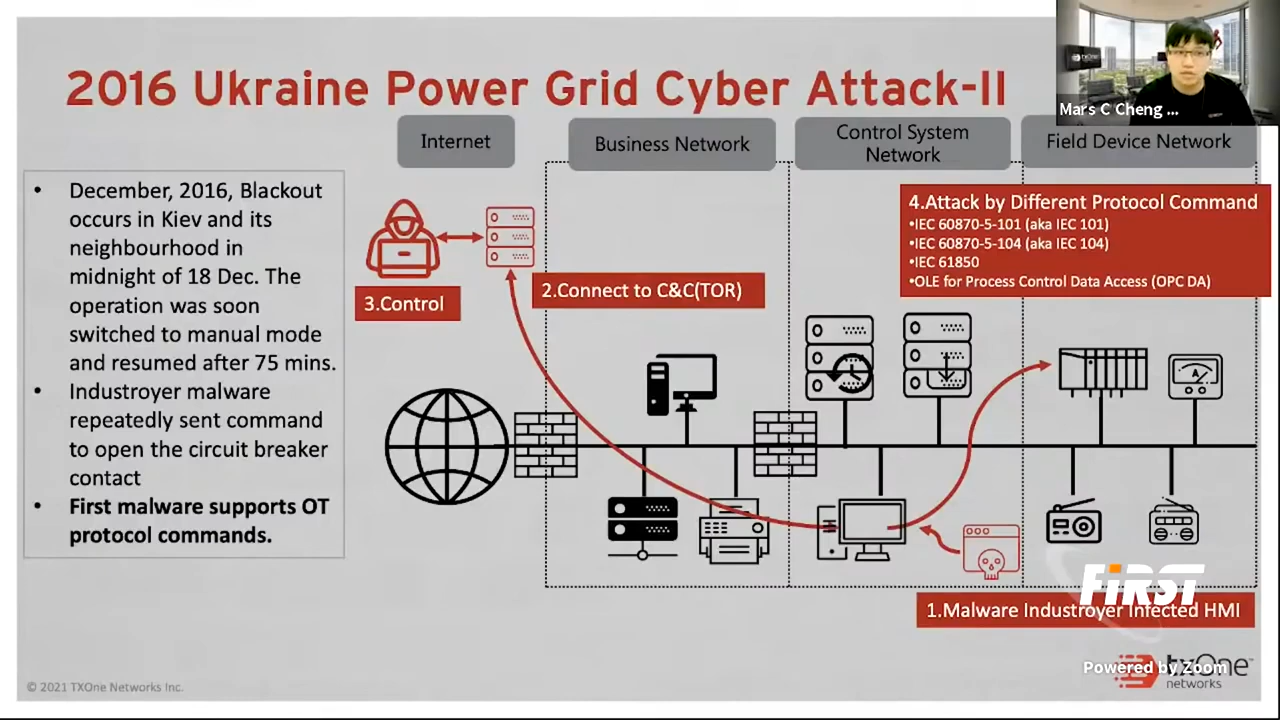 2016 Ukraine Power Grid Cyber Attack-II
Mars C Cheng ...
Internet
Business Network
Control System
Network
Field Device Network
• December, 2016, Blackout
occurs in Kiev and its
neighbourhood in
midnight of 18 Dec. The
operation was soon
switched to manual mode
and resumed after 75 mins.
• Industroyer malware
repeatedly sent command
to open the circuit breaker
contact
• First malware supports OT
protocol commands.
3.Control
2.Connect to C&C(TOR)
4.Attack by Different Protocol Command
•IEC 60870-5-101 (aka IEC 101)
•IEC 60870-5-104 (aka IEC 104)
•IEC 61850
•OLE for Process Control Data Access (OPC DA)
A
1.Malware Industroyer Infected HMI
FiRST
Powered by Zoom
txOne
networks
© 2021 TXOne Networks Inc.